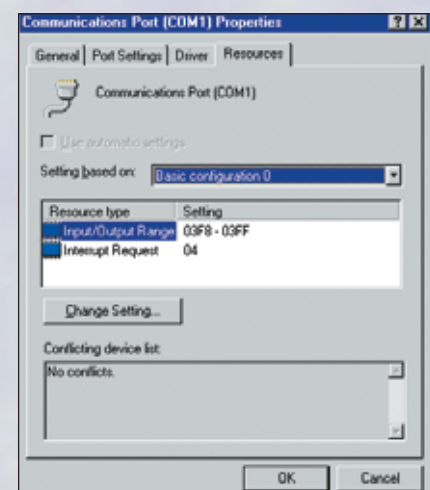 Communications Port (COM1) Properties
General Port Settings Driver Resources
Communications Port (COM1)
Use automatic settings
Setting based on: Basic configuration 0
Resource type Setting
Input/Output Range 03F8 - 03FF
Interrupt Request 04
Change Setting...
Conflicting device list:
No conflicts.
OK Cancel